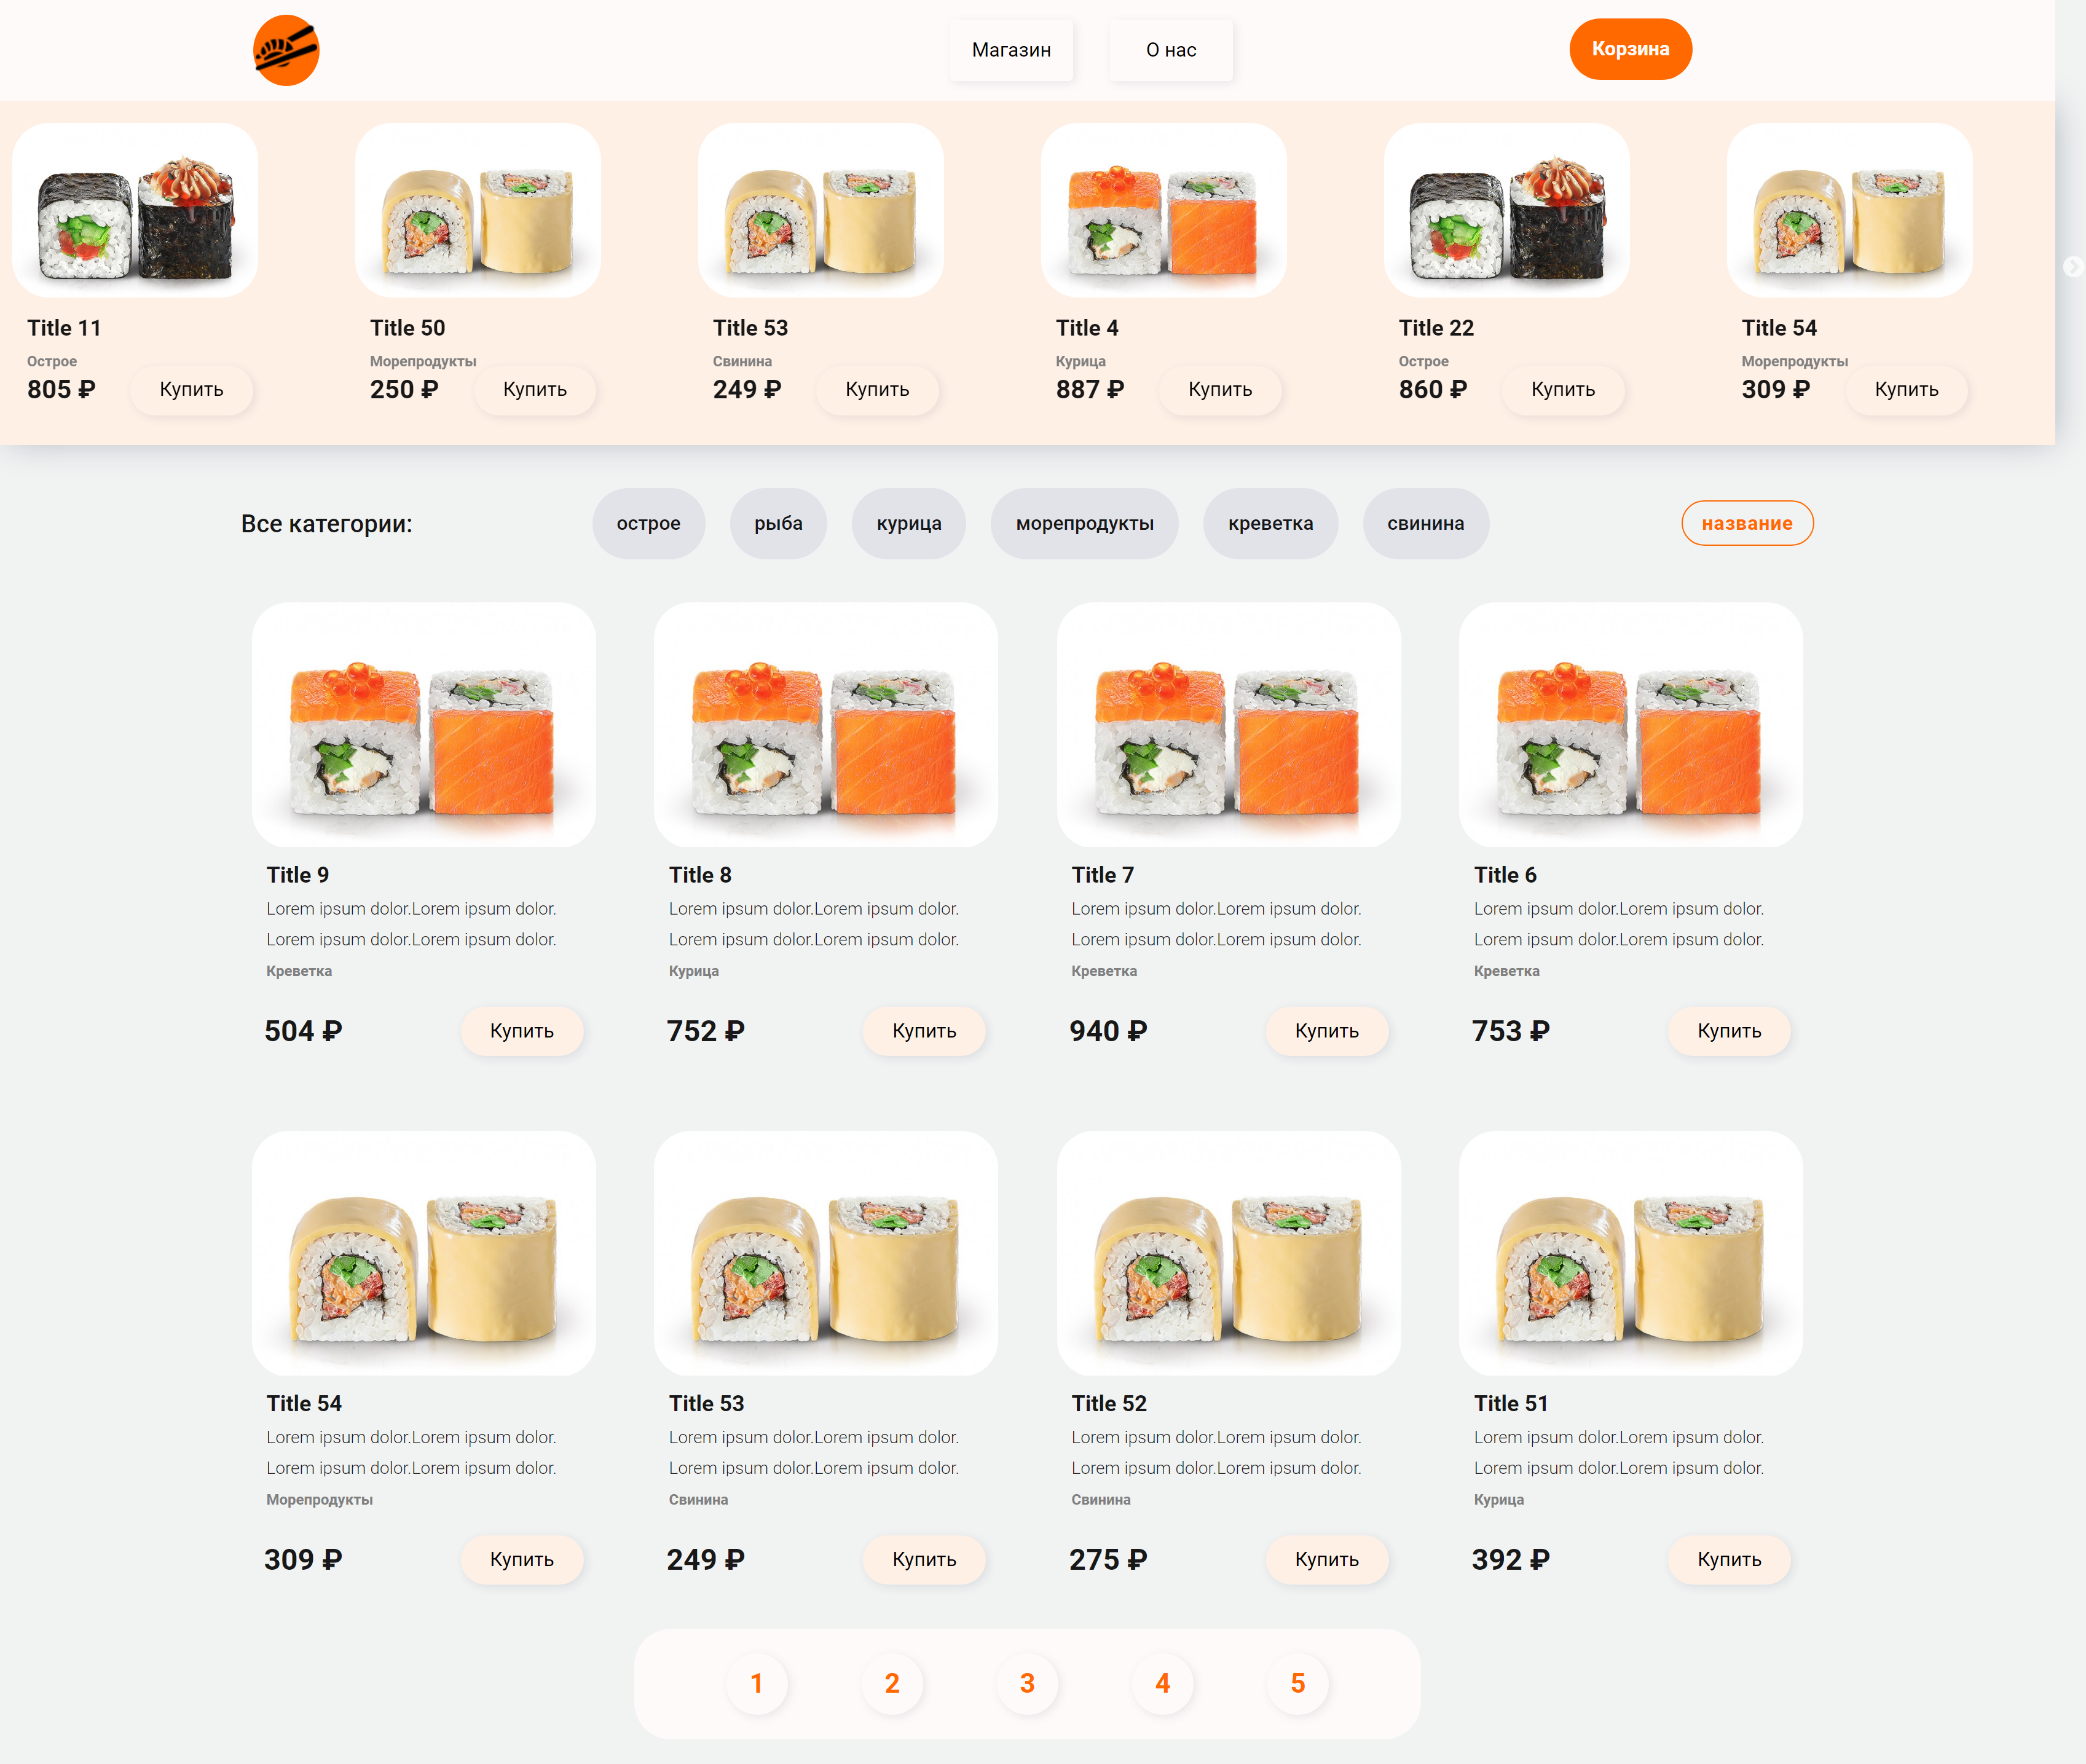 Магазин
О нас
Корзина
Title 11
Острое
805 ₽
Купить
Title 50
Морепродукты
250 ₽
Купить
Title 53
Свинина
249 ₽
Купить
Title 4
Курица
887 ₽
Купить
Title 22
Острое
860 ₽
Купить
Title 54
Морепродукты
309 ₽
Купить
Все категории:
острое
рыба
курица
морепродукты
креветка
свинина
название
Title 9
Lorem ipsum dolor.Lorem ipsum dolor.
Lorem ipsum dolor.Lorem ipsum dolor.
Креветка
504 ₽
Купить
Title 8
Lorem ipsum dolor.Lorem ipsum dolor.
Lorem ipsum dolor.Lorem ipsum dolor.
Курица
752 ₽
Купить
Title 7
Lorem ipsum dolor.Lorem ipsum dolor.
Lorem ipsum dolor.Lorem ipsum dolor.
Креветка
940 ₽
Купить
Title 6
Lorem ipsum dolor.Lorem ipsum dolor.
Lorem ipsum dolor.Lorem ipsum dolor.
Креветка
753 ₽
Купить
Title 54
Lorem ipsum dolor.Lorem ipsum dolor.
Lorem ipsum dolor.Lorem ipsum dolor.
Морепродукты
309 ₽
Купить
Title 53
Lorem ipsum dolor.Lorem ipsum dolor.
Lorem ipsum dolor.Lorem ipsum dolor.
Свинина
249 ₽
Купить
Title 52
Lorem ipsum dolor.Lorem ipsum dolor.
Lorem ipsum dolor.Lorem ipsum dolor.
Свинина
275 ₽
Купить
Title 51
Lorem ipsum dolor.Lorem ipsum dolor.
Lorem ipsum dolor.Lorem ipsum dolor.
Курица
392 ₽
Купить
1
2
3
4
5